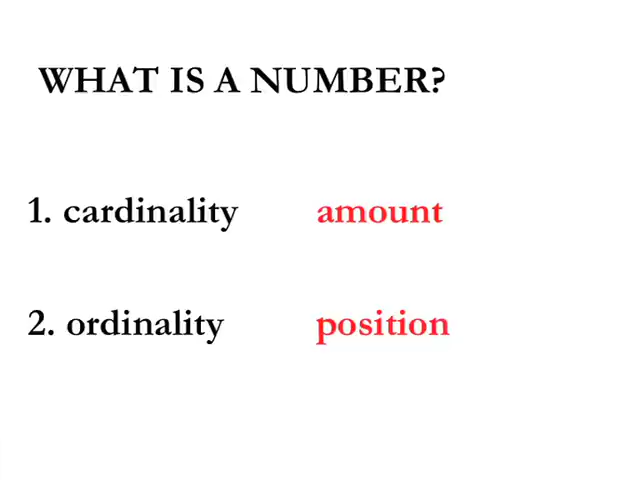 WHAT IS A NUMBER?
1. cardinality amount
2. ordinality position